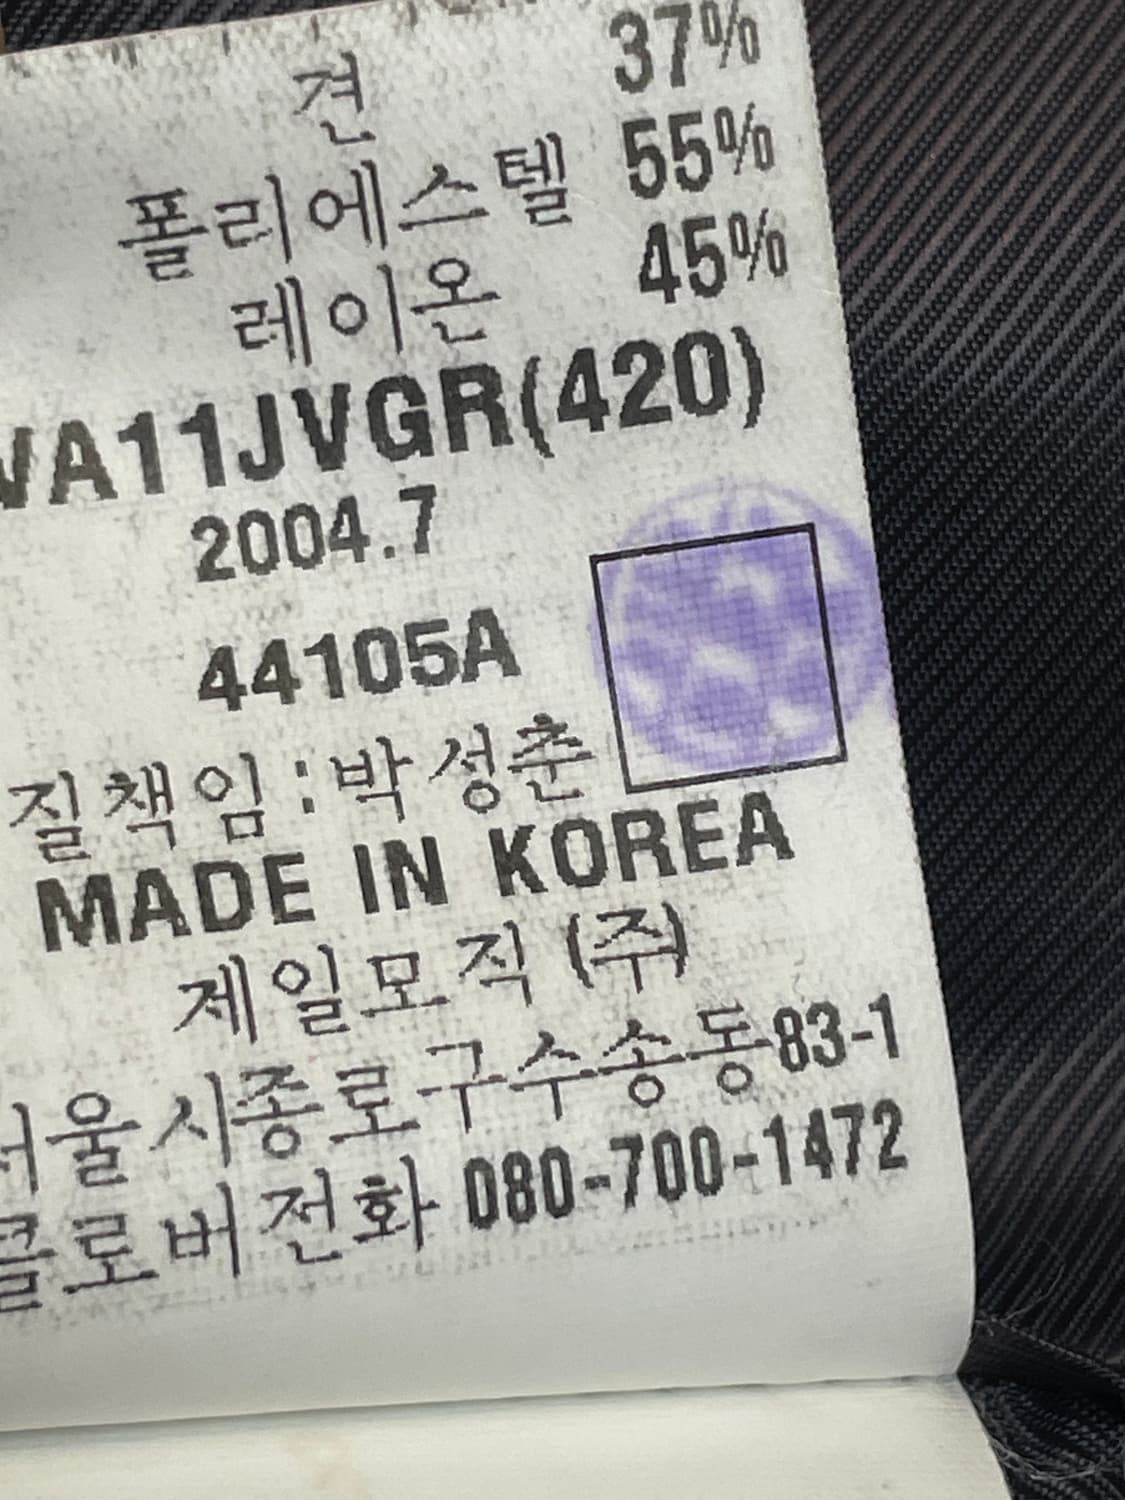 견 37%
폴리에스텔 55%
레이온 45%
VA11JVGR(420)
2004.7
44105A
질책임:박성춘
MADE IN KOREA
제일모직(주)
서울시종로구수송동83-1
클로버전화 080-700-1472